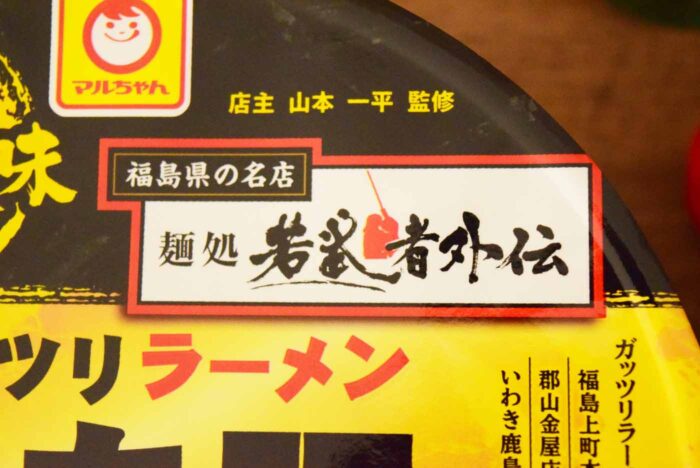 マルちゃん
店主 山本 一平 監修
味
福島県の名店
麺処 若武者外伝
ツリラーメン
ガッツリラー
福島上町
郡山金屋店
いわき鹿島